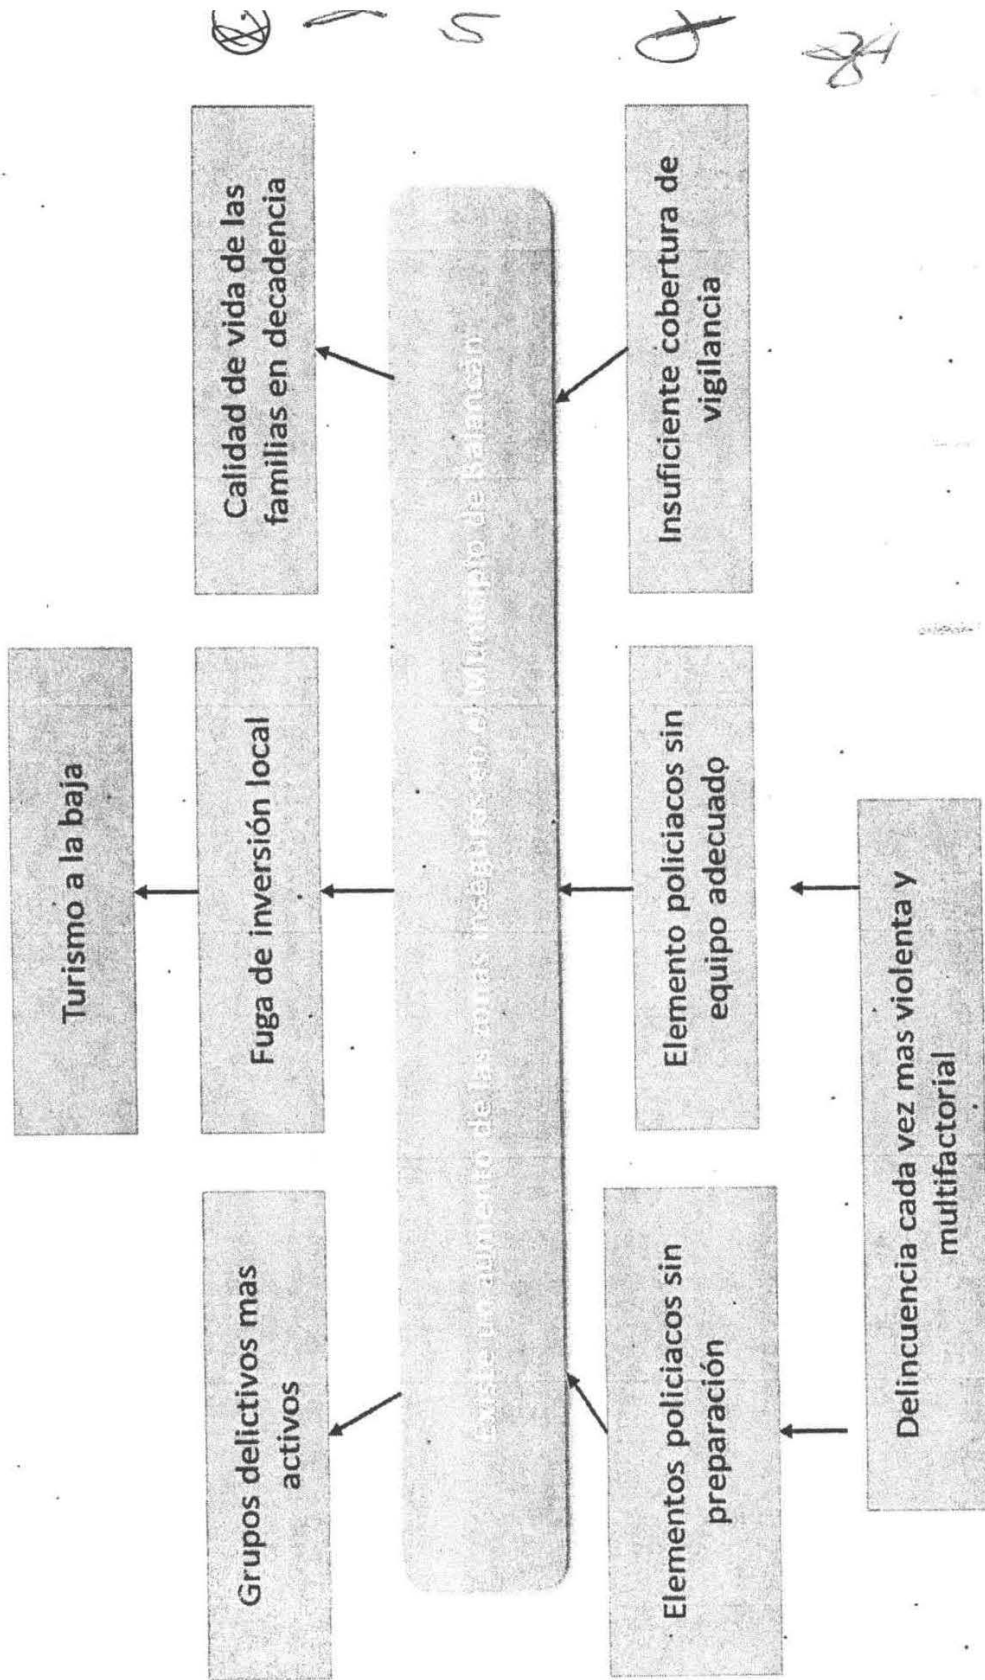 Turismo a la baja
Grupos delictivos mas
activos
Fuga de inversión local
Calidad de vida de las
familias en decadencia
Existe un aumento de las zonas inseguras en el Municipio de Balancán
Elementos policiacos sin
preparación
Elemento policiacos sin
equipo adecuado
Insuficiente cobertura de
vigilancia
Delincuencia cada vez mas violenta y
multifactorial